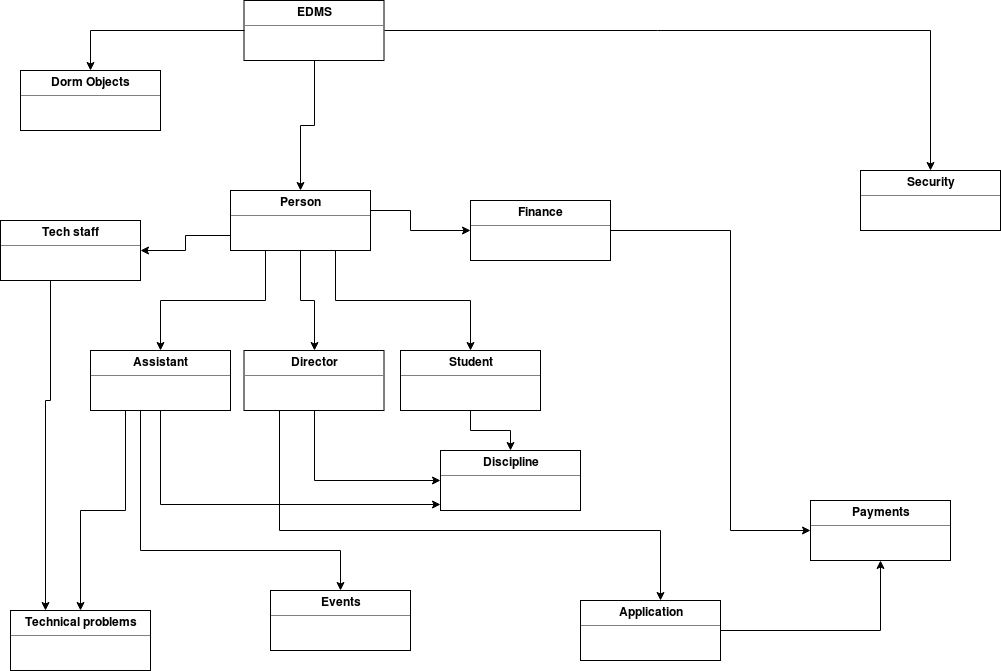 EDMS
Dorm Objects
Security
Person
Finance
Tech staff
Assistant
Director
Student
Discipline
Payments
Events
Application
Technical problems